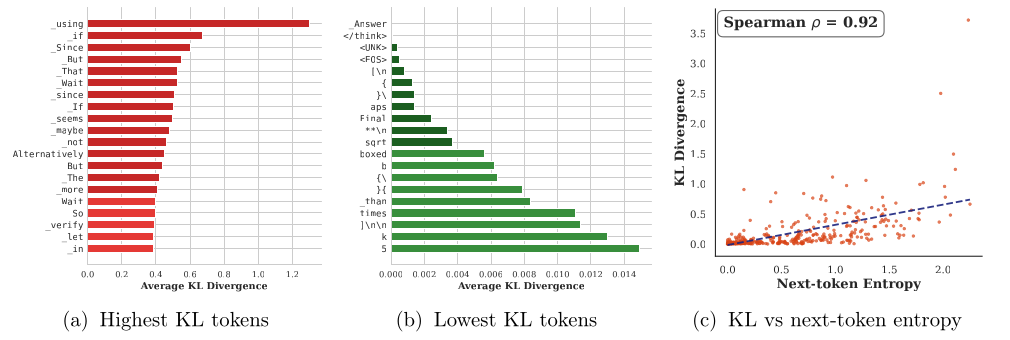 _using
_if
_Since
_But
_That
_Wait
_since
_If
_seems
_maybe
_not
Alternatively
But
_The
_more
Wait
So
_verify
_let
_in
0.0 0.2 0.4 0.6 0.8 1.0 1.2
Average KL Divergence
(a) Highest KL tokens
_Answer
</think>
<UNK>
<FOS>
[\n
{
}\
aps
Final
**\n
sqrt
boxed
b
{\
}{
_than
times
]\n\n
k
5
0.000 0.002 0.004 0.006 0.008 0.010 0.012 0.014
Average KL Divergence
(b) Lowest KL tokens
Spearman ρ = 0.92
KL Divergence
3.5
3.0
2.5
2.0
1.5
1.0
0.5
0.0
0.0 0.5 1.0 1.5 2.0
Next-token Entropy
(c) KL vs next-token entropy